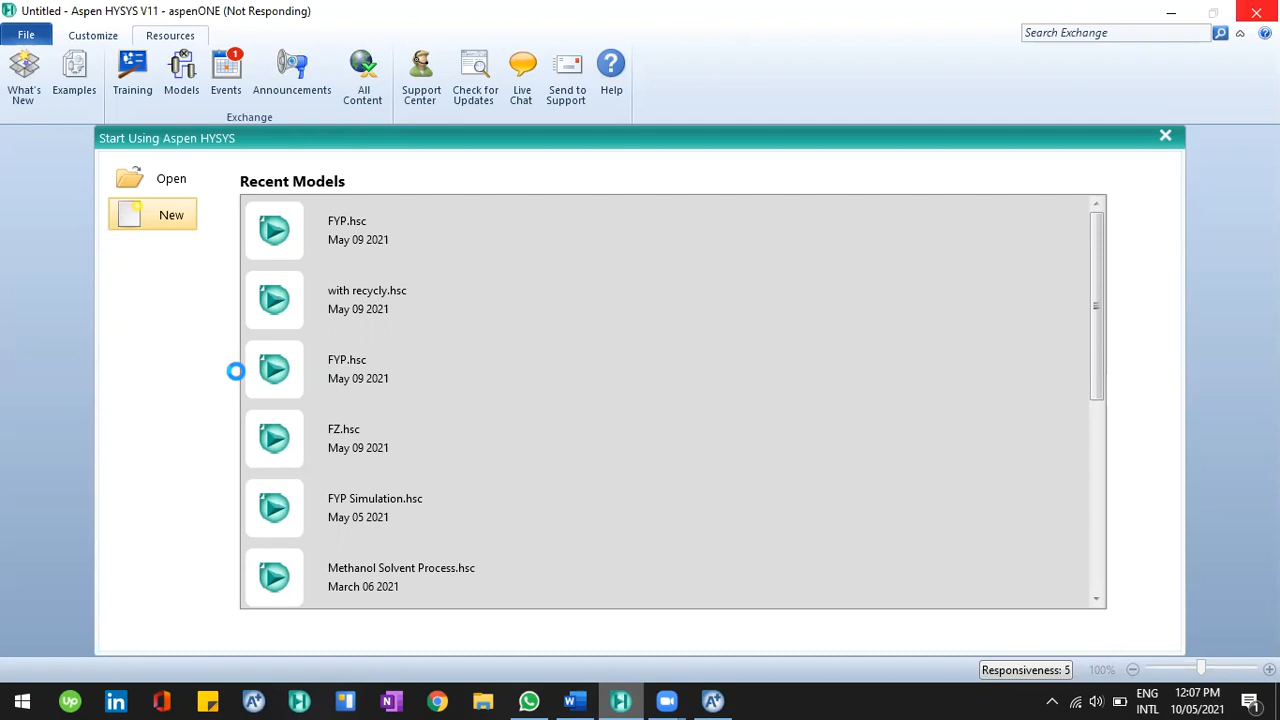 Untitled - Aspen HYSYS V11 - aspenONE (Not Responding)
File
Customize
Resources
Search Exchange
What's New
Examples
Training
Models
1
Events
Announcements
All Content
Support Center
Check for Updates
Live Chat
Send to Support
Help
Exchange
Start Using Aspen HYSYS
Open
New
Recent Models
FYP.hsc
May 09 2021
with recycly.hsc
May 09 2021
FYP.hsc
May 09 2021
FZ.hsc
May 09 2021
FYP Simulation.hsc
May 05 2021
Methanol Solvent Process.hsc
March 06 2021
Responsiveness: 5
100%
Up
in
N
W
ENG
INTL
12:07 PM
10/05/2021
1